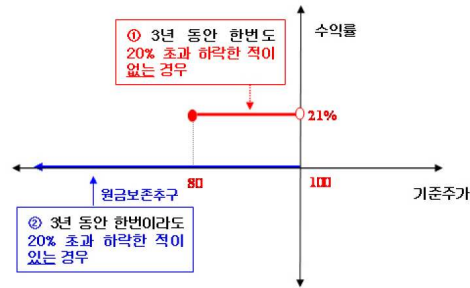 ① 3년 동안 한번도
20% 초과 하락한 적이
없는 경우
수익률
21%
80
100
기준주가
원금보존추구
② 3년 동안 한번이라도
20% 초과 하락한 적이
있는 경우